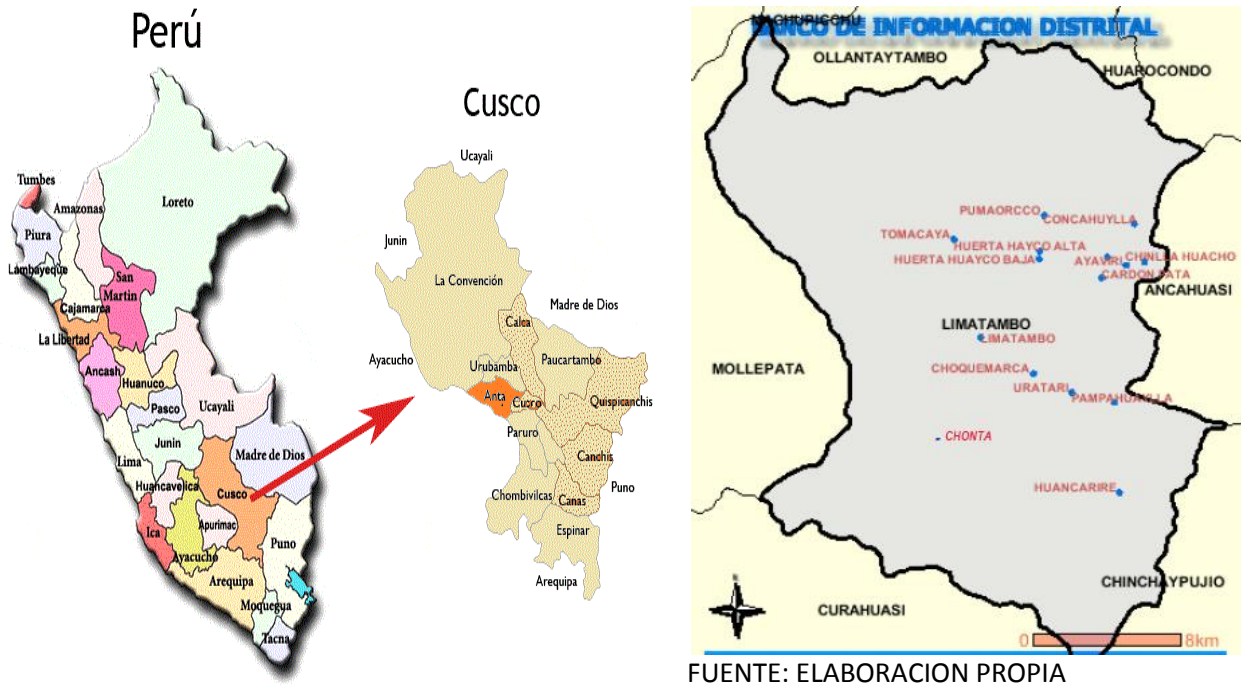 Perú
Tumbes
Loreto
Amazonas
Piura
Lambayeque
San
Martin
Cajamarca
La Libertad
Ancash
Huanuco
Ucayali
Pasco
Junin
Madre de Dios
Lima
Huancavelica
Cusco
Ica
Apurimac
Ayacucho
Puno
Arequipa
Moquegua
Tacna
Cusco
Ucayali
Junin
La Convención
Madre de Dios
Calca
Ayacucho
Paucartambo
Urubamba
Anta
Cusco
Quispicanchis
Paruro
Canchis
Puno
Chombivilcas
Canas
Espinar
Arequipa
MACHUPICCHU
BANCO DE INFORMACION DISTRITAL
OLLANTAYTAMBO
HUAROCONDO
PUMAORCCO
CONCAHUYLLA
TOMACAYA
HUERTA HAYCO ALTA
HUERTA HUAYCO BAJA
AYAVIRI
CHINLLA HUACHO
CARDON PATA
ANCAHUASI
LIMATAMBO
LIMATAMBO
MOLLEPATA
CHOQUEMARCA
URATARI
PAMPAHUAYLLA
CHONTA
HUANCARIRE
CHINCHAYPUJIO
CURAHUASI
0 8km
FUENTE: ELABORACION PROPIA